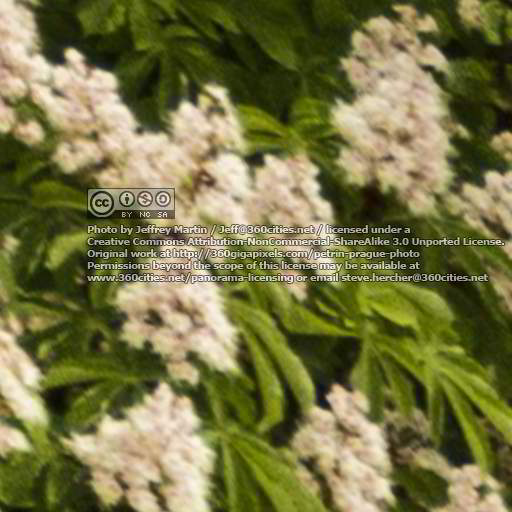 cc BY NC SA
Photo by Jeffrey Martin / Jeff@360cities.net / licensed under a
Creative Commons Attribution-NonCommercial-ShareAlike 3.0 Unported License.
Original work at http://360gigapixels.com/petrin-prague-photo
Permissions beyond the scope of this license may be available at
www.360cities.net/panorama-licensing or email steve.hercher@360cities.net